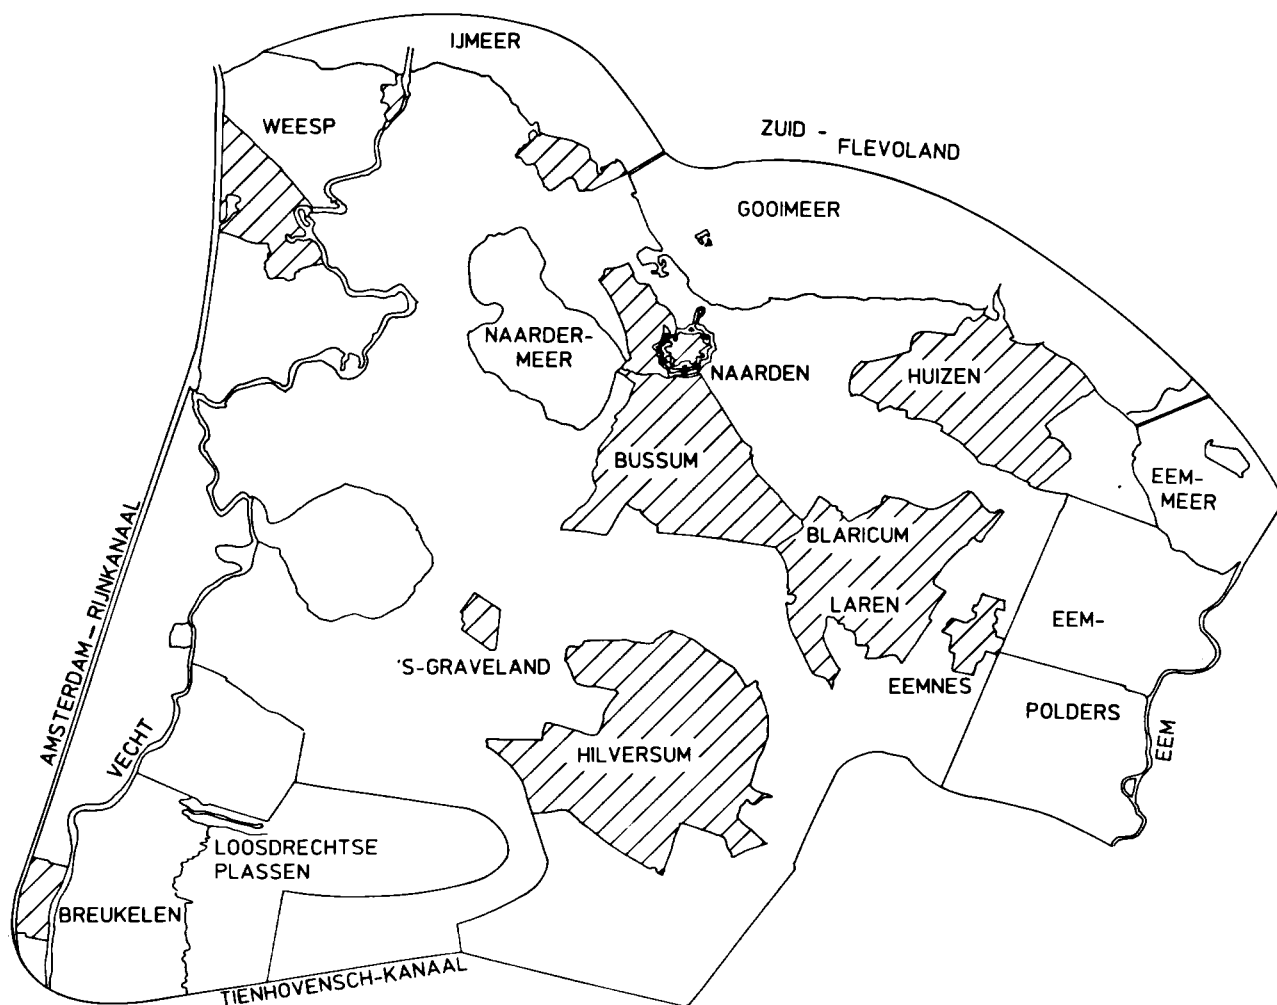 IJMEER
ZUID -
FLEVOLAND
WEESP
GOOIMEER
NAARDER-
MEER
NAARDEN
HUIZEN
BUSSUM
EEM-
MEER
BLARICUM
LAREN
EEM-
'S-GRAVELAND
EEMNES
POLDERS
AMSTERDAM-RIJNKANAAL
VECHT
HILVERSUM
EEM
LOOSDRECHTSE
PLASSEN
BREUKELEN
TIENHOVENSCH-KANAAL